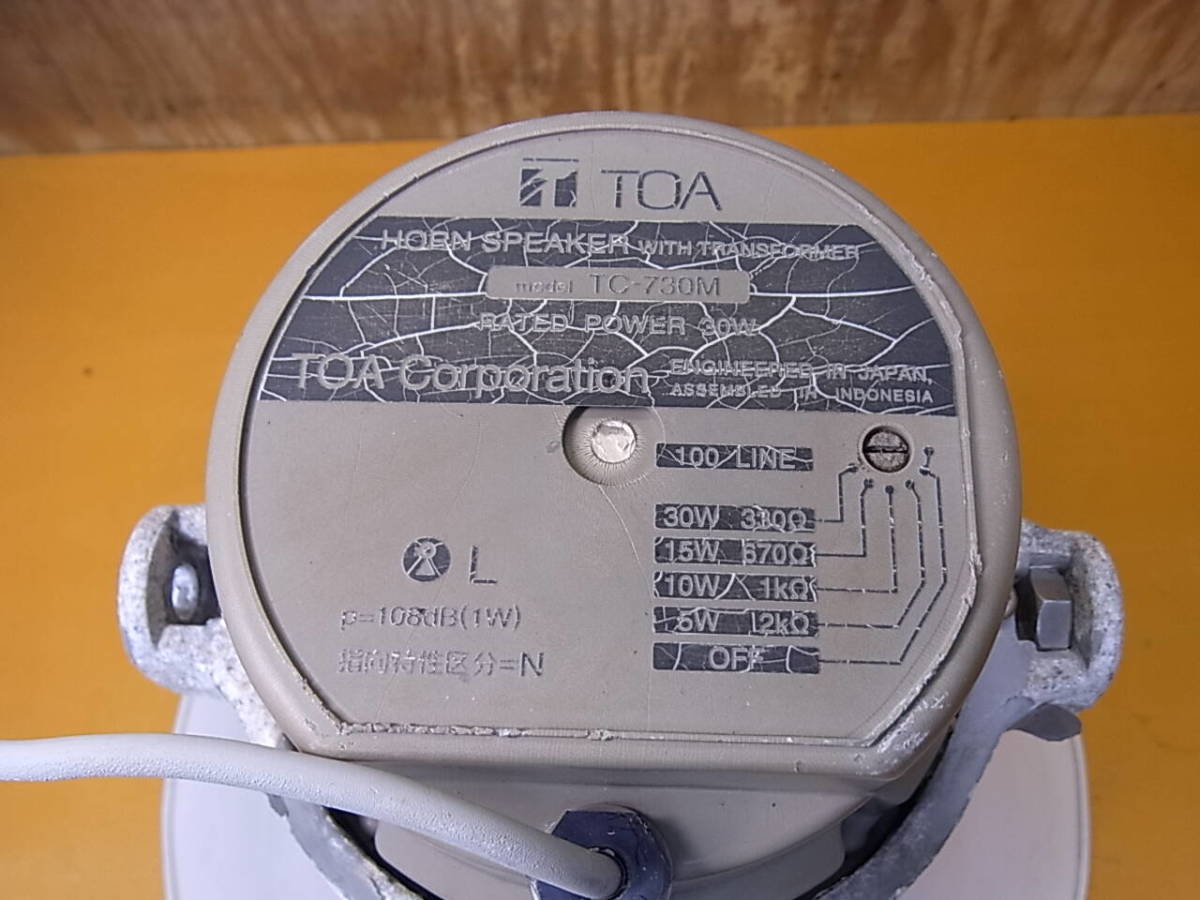 TOA
HORN SPEAKER WITH TRANSFORMER
model TC-730M
RATED POWER 30W
TOA Corporation
ENGINEERED IN JAPAN,
ASSEMBLED IN INDONESIA
100 LINE
30W 330Ω
15W 670Ω
10W 1kΩ
5W 2kΩ
OFF
L
p=108dB(1W)
指向特性区分=N